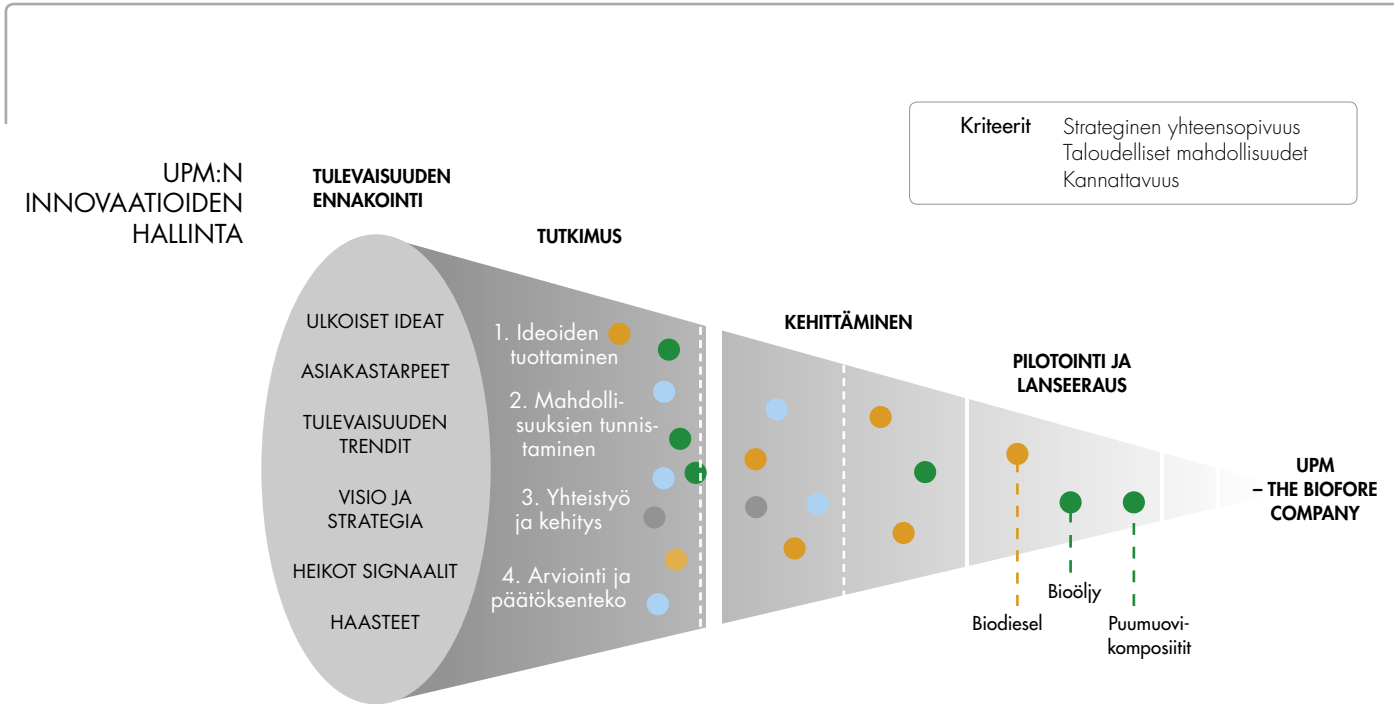 UPM:N
INNOVAATIOIDEN
HALLINTA
Kriteerit
Strateginen yhteensopivuus
Taloudelliset mahdollisuudet
Kannattavuus
TULEVAISUUDEN
ENNAKOINTI
ULKOISET IDEAT
ASIAKASTARPEET
TULEVAISUUDEN
TRENDIT
VISIO JA
STRATEGIA
HEIKOT SIGNAALIT
HAASTEET
TUTKIMUS
1. Ideoiden
tuottaminen
2. Mahdolli-
suuksien tunnis-
taminen
3. Yhteistyö
ja kehitys
4. Arviointi ja
päätöksenteko
KEHITTÄMINEN
PILOTOINTI JA
LANSEERAUS
Biodiesel
Bioöljy
Puumuovi-
komposiitit
UPM
– THE BIOFORE
COMPANY